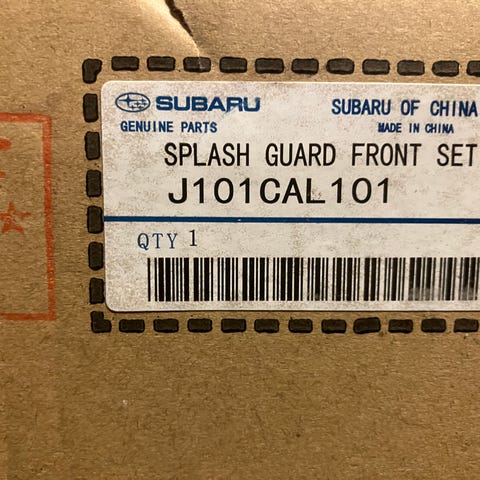 SUBARU SUBARU OF CHINA
GENUINE PARTS MADE IN CHINA
SPLASH GUARD FRONT SET
J101CAL101
QTY 1